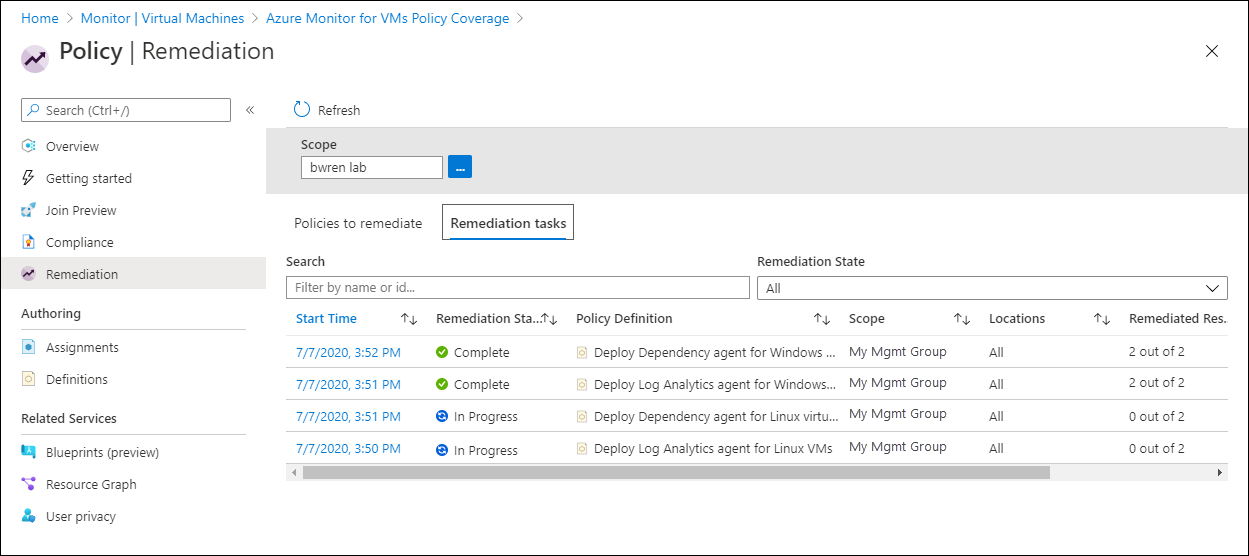 Home > Monitor | Virtual Machines > Azure Monitor for VMs Policy Coverage >
Policy | Remediation
Search (Ctrl+/)
«
Overview
Getting started
Join Preview
Compliance
Remediation
Authoring
Assignments
Definitions
Related Services
Blueprints (preview)
Resource Graph
User privacy
Refresh
Scope
bwren lab ...
Policies to remediate Remediation tasks
Search Remediation State
Filter by name or id... All
Start Time Remediation Sta... Policy Definition Scope Locations Remediated Res...
7/7/2020, 3:52 PM Complete Deploy Dependency agent for Windows ... My Mgmt Group All 2 out of 2
7/7/2020, 3:51 PM Complete Deploy Log Analytics agent for Windows... My Mgmt Group All 2 out of 2
7/7/2020, 3:51 PM In Progress Deploy Dependency agent for Linux virtu... My Mgmt Group All 0 out of 2
7/7/2020, 3:50 PM In Progress Deploy Log Analytics agent for Linux VMs My Mgmt Group All 0 out of 2